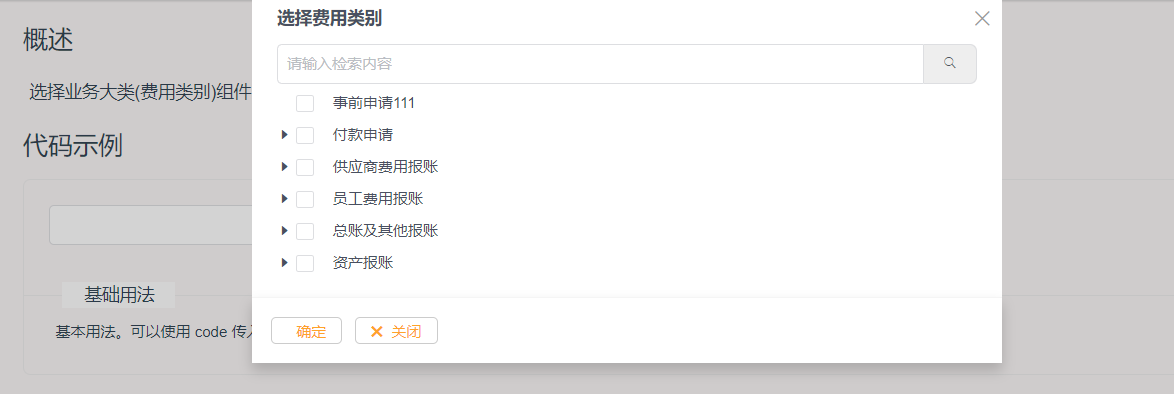 概述
选择业务大类(费用类别)组件
代码示例
基础用法
基本用法。可以使用 code 传
选择费用类别
请输入检索内容
事前申请111
付款申请
供应商费用报账
员工费用报账
总账及其他报账
资产报账
确定
关闭